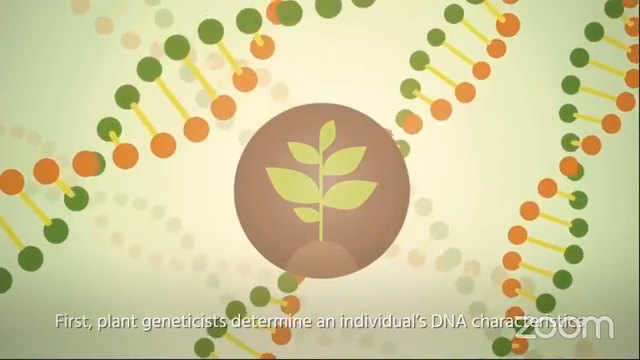 First, plant geneticists determine an individual's DNA characteristics
zoom